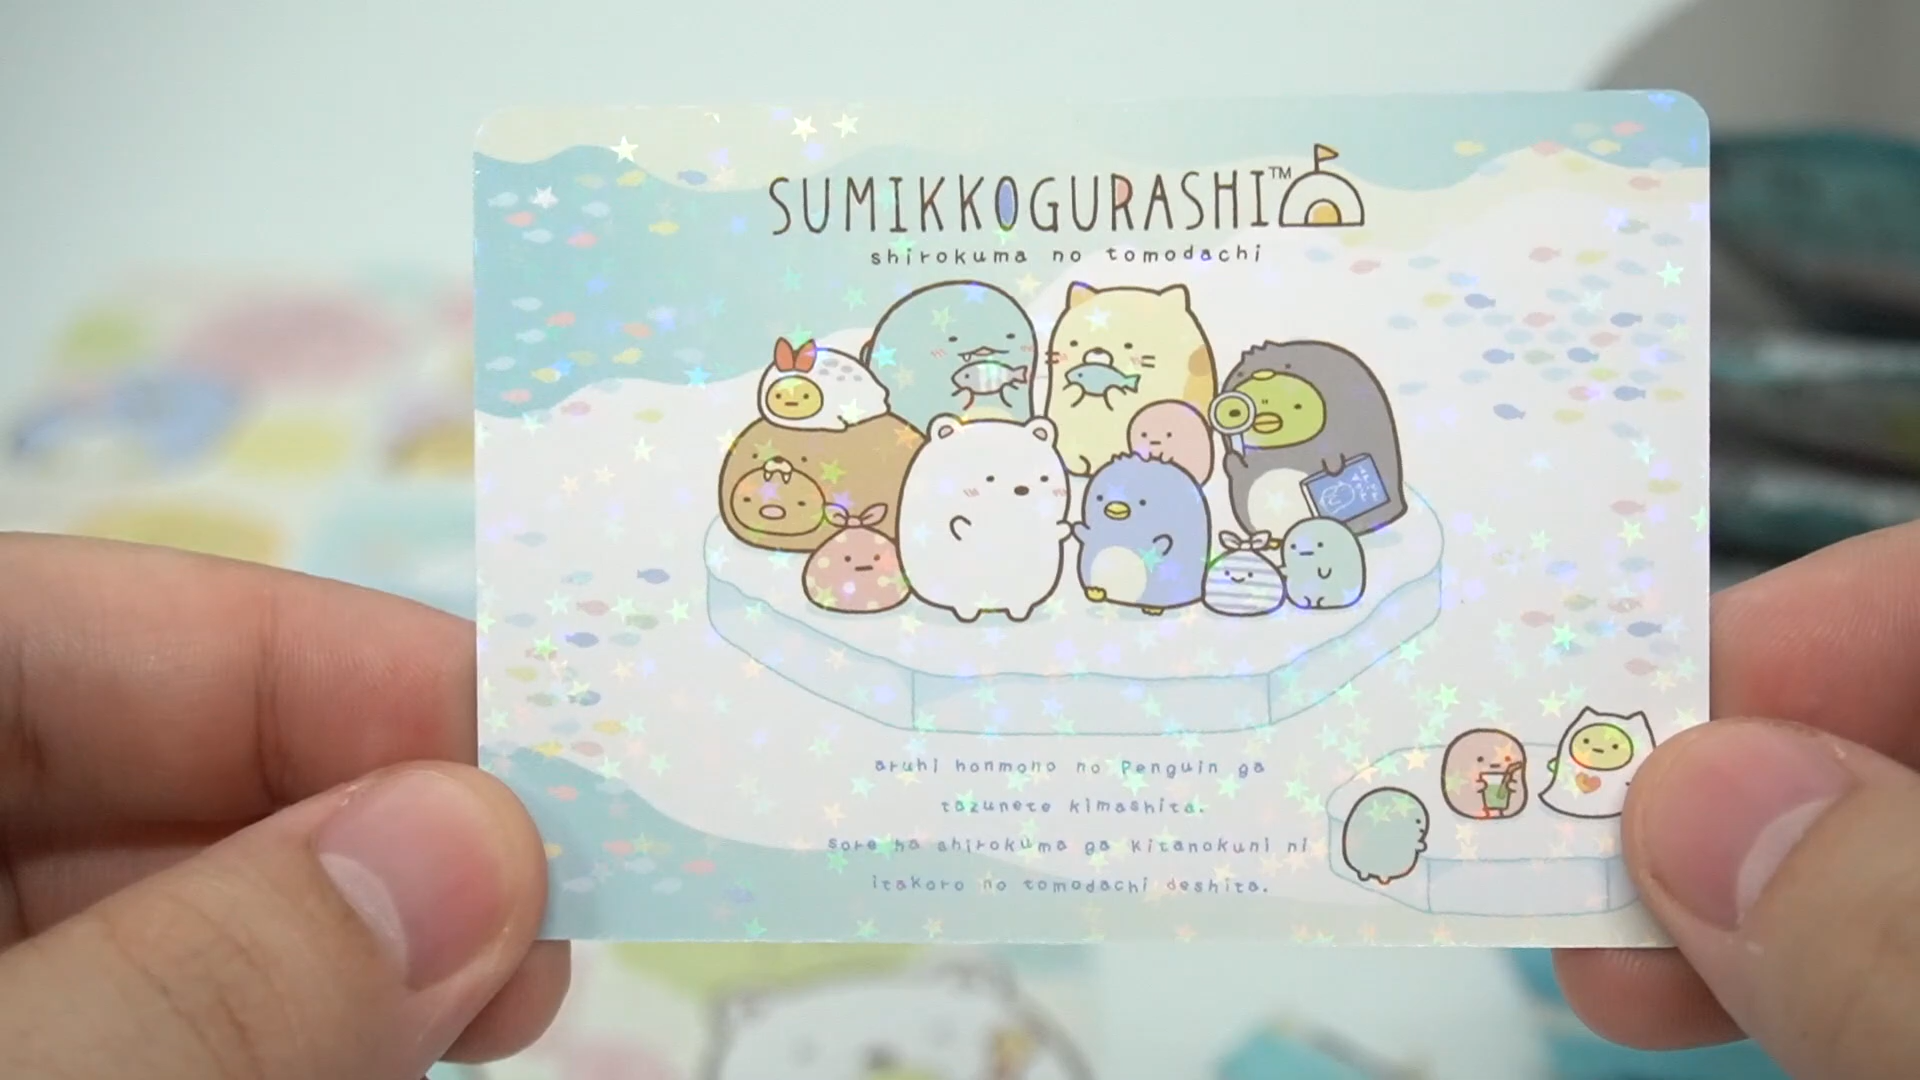 SUMIKKOGURASHI™
shirokuma no tomodachi
aruhi honmono no Penguin ga
tazunete kimashita.
sore ha shirokuma ga Kitanokuni ni
itakoro no tomodachi deshita.